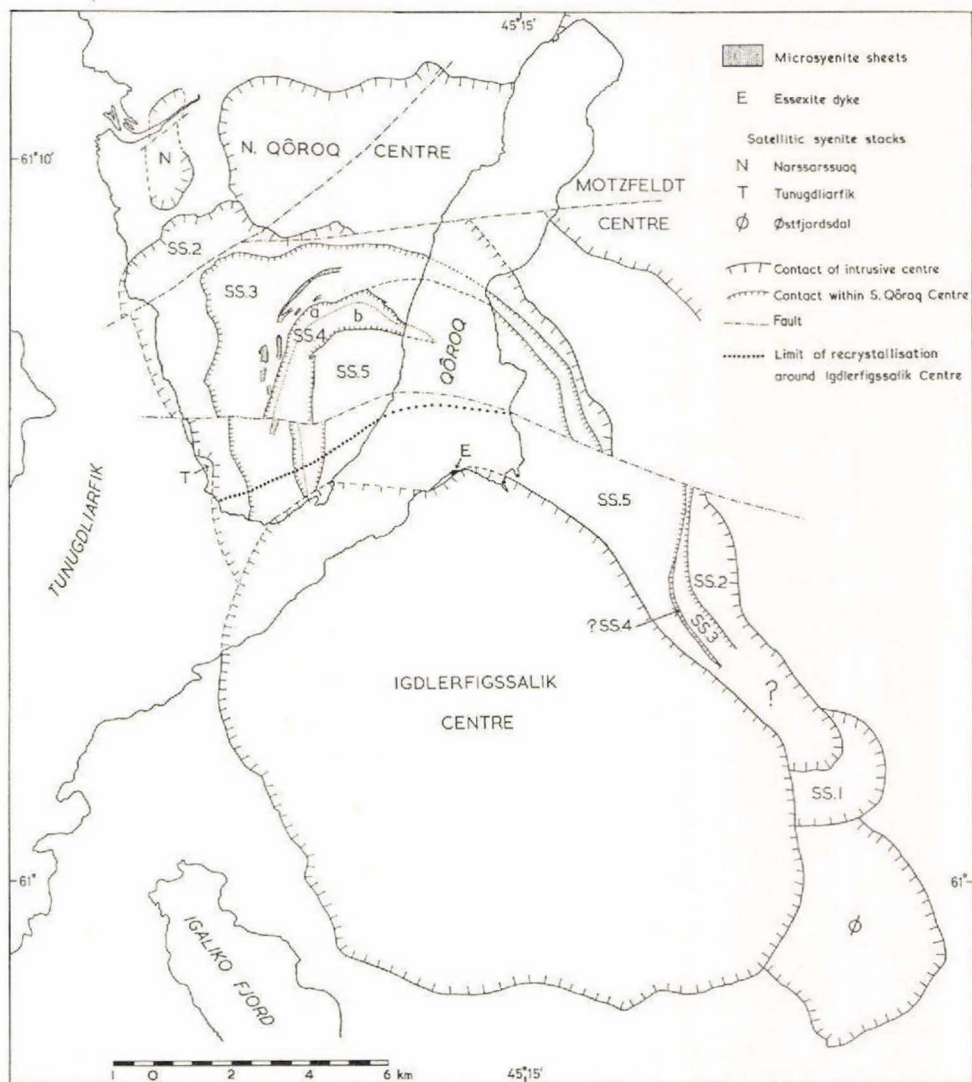 45°15'
Microsyenite sheets
E Essexite dyke
Satellitic syenite stocks
N Narssarssuaq
T Tunugdliarfik
Ø Østfjordsdal
Contact of intrusive centre
Contact within S. Qôroq Centre
Fault
Limit of recrystallisation
around Igdlerfigssalik Centre
61°10'
N
N. QÔROQ CENTRE
MOTZFELDT
CENTRE
SS.2
SS.3
a
b
SS.4
SS.5
QÔROQ
T
E
TUNUGDLIARFIK
SS.5
SS.2
?SS.4
SS.3
?
IGDLERFIGSSALIK
CENTRE
SS.1
61°
61°
Ø
IGALIKO FJORD
1 0 2 4 6 km
45°15'